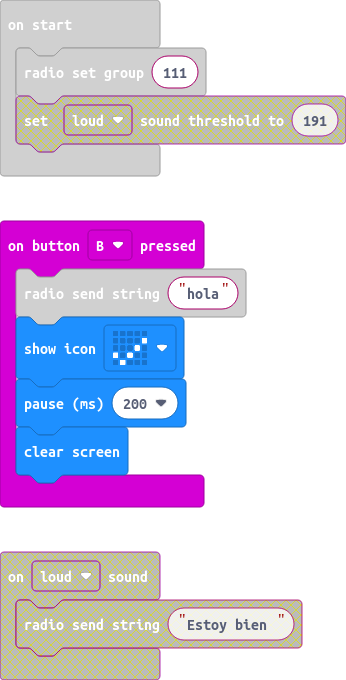 on start
radio set group 111
set loud sound threshold to 191
on button B pressed
radio send string "hola"
show icon
pause (ms) 200
clear screen
on loud sound
radio send string "Estoy bien "